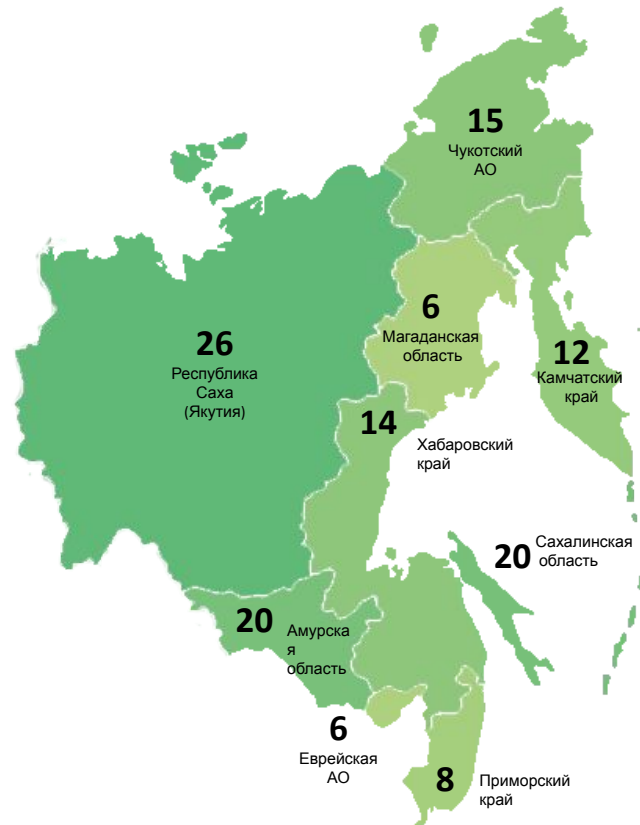 15
Чукотский
АО
6
Магаданская
область
26
Республика
Саха
(Якутия)
12
Камчатский
край
14
Хабаровский
край
20
Сахалинская
область
20
Амурска
я
область
6
Еврейская
АО
8
Приморский
край